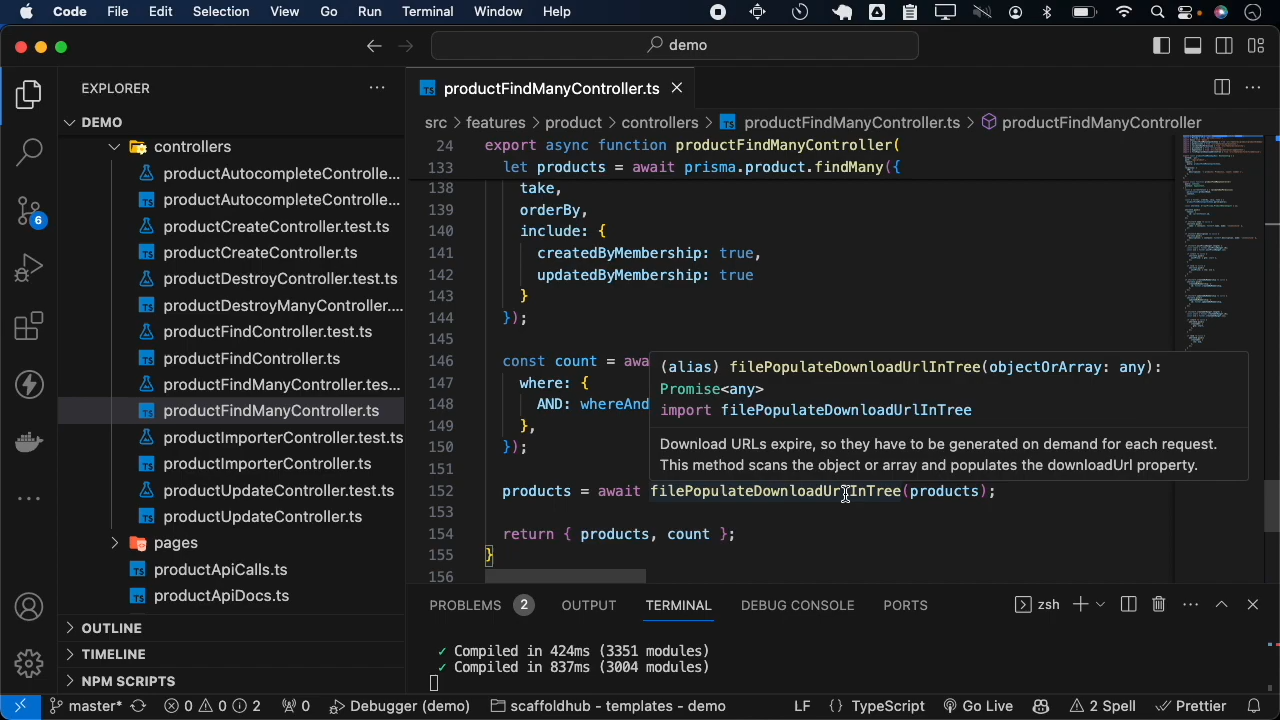 Code File Edit Selection View Go Run Terminal Window Help
demo
EXPLORER
DEMO
controllers
productAutocompleteControlle...
productAutocompleteControlle...
productCreateController.test.ts
productCreateController.ts
productDestroyController.test.ts
productDestroyManyController....
productFindController.test.ts
productFindController.ts
productFindManyController.tes...
productFindManyController.ts
productImporterController.test.ts
productImporterController.ts
productUpdateController.test.ts
productUpdateController.ts
pages
productApiCalls.ts
productApiDocs.ts
OUTLINE
TIMELINE
NPM SCRIPTS
6
TS productFindManyController.ts
src > features > product > controllers > TS productFindManyController.ts > productFindManyController
24 export async function productFindManyController(
133 products = await prisma.product.findMany({
138 take,
139 orderBy,
140 include: {
141 createdByMembership: true,
142 updatedByMembership: true
143 }
144 });
145
146 const count = awa
147 where: {
148 AND: whereAnd
149 },
150 });
151
152 products = await filePopulateDownloadUrlInTree(products);
153
154 return { products, count };
155 }
156
(alias) filePopulateDownloadUrlInTree(objectOrArray: any):
Promise<any>
import filePopulateDownloadUrlInTree
Download URLs expire, so they have to be generated on demand for each request.
This method scans the object or array and populates the downloadUrl property.
PROBLEMS 2 OUTPUT TERMINAL DEBUG CONSOLE PORTS zsh
✓ Compiled in 424ms (3351 modules)
✓ Compiled in 837ms (3004 modules)
master* 0 0 2 0 Debugger (demo) scaffoldhub - templates - demo LF {} TypeScript Go Live 2 Spell Prettier